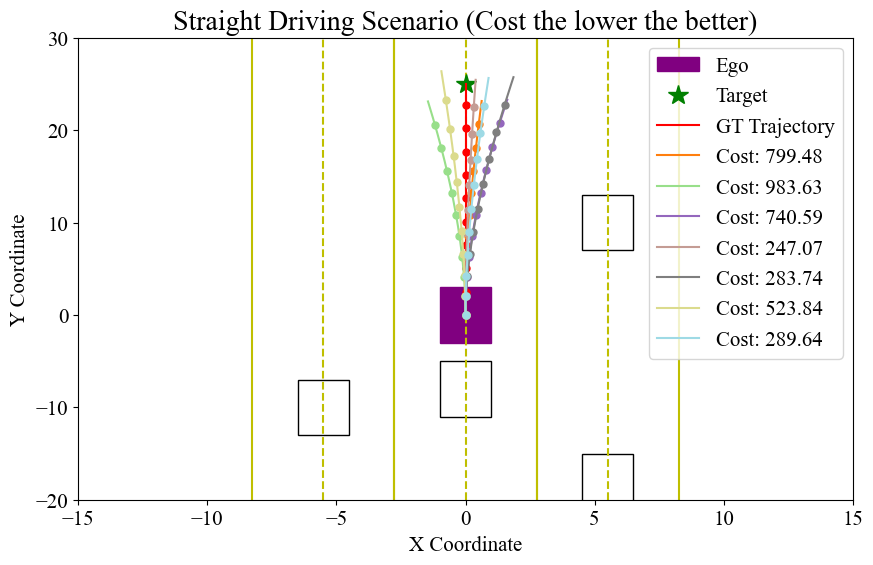 Straight Driving Scenario (Cost the lower the better)
30
20
10
0
−10
−20
Y Coordinate
−15
−10
−5
0
5
10
15
X Coordinate
Ego
Target
GT Trajectory
Cost: 799.48
Cost: 983.63
Cost: 740.59
Cost: 247.07
Cost: 283.74
Cost: 523.84
Cost: 289.64